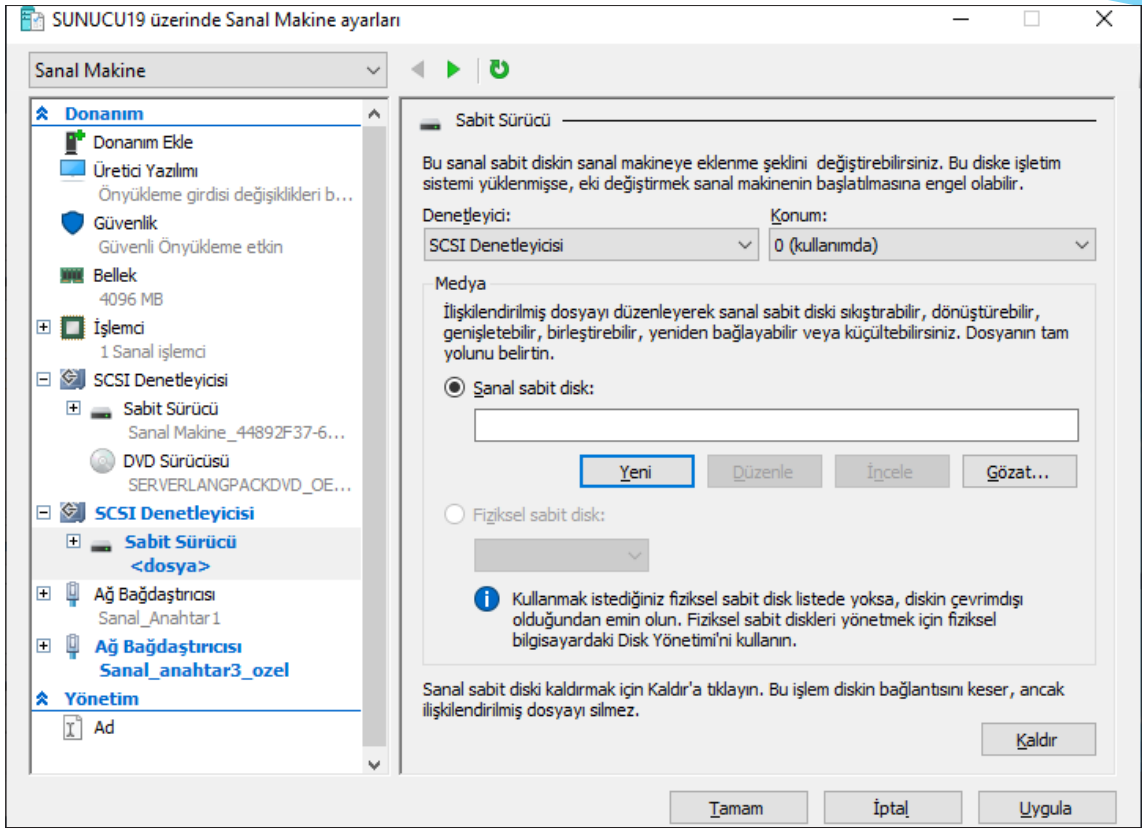 SUNUCU19 üzerinde Sanal Makine ayarları
Sanal Makine
Donanım
Donanım Ekle
Üretici Yazılımı
Önyükleme girdisi değişiklikleri b...
Güvenlik
Güvenli Önyükleme etkin
Bellek
4096 MB
İşlemci
1 Sanal işlemci
SCSI Denetleyicisi
Sabit Sürücü
Sanal Makine_44892F37-6...
DVD Sürücüsü
SERVERLANGPACKDVD_OE...
SCSI Denetleyicisi
Sabit Sürücü
<dosya>
Ağ Bağdaştırıcısı
Sanal_Anahtar1
Ağ Bağdaştırıcısı
Sanal_anahtar3_ozel
Yönetim
Ad
Sabit Sürücü
Bu sanal sabit diskin sanal makineye eklenme şeklini değiştirebilirsiniz. Bu diske işletim
sistemi yüklenmişse, eki değiştirmek sanal makinenin başlatılmasına engel olabilir.
Denetleyici:
Konum:
SCSI Denetleyicisi
0 (kullanımda)
Medya
İlişkilendirilmiş dosyayı düzenleyerek sanal sabit diski sıkıştırabilir, dönüştürebilir,
genişletebilir, birleştirebilir, yeniden bağlayabilir veya küçültebilirsiniz. Dosyanın tam
yolunu belirtin.
Sanal sabit disk:
Yeni
Düzenle
İncele
Gözat...
Fiziksel sabit disk:
Kullanmak istediğiniz fiziksel sabit disk listede yoksa, diskin çevrimdışı
olduğundan emin olun. Fiziksel sabit diskleri yönetmek için fiziksel
bilgisayardaki Disk Yönetimi'ni kullanın.
Sanal sabit diski kaldırmak için Kaldır'a tıklayın. Bu işlem diskin bağlantısını keser, ancak
ilişkilendirilmiş dosyayı silmez.
Kaldır
Tamam
İptal
Uygula